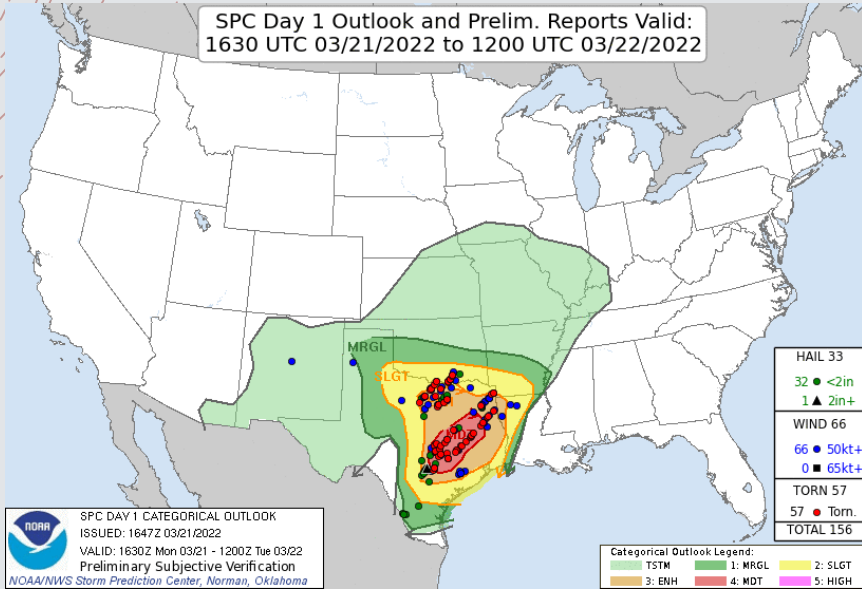 SPC Day 1 Outlook and Prelim. Reports Valid:
1630 UTC 03/21/2022 to 1200 UTC 03/22/2022
MRGL
SLGT
HAIL 33
32 ● <2in
1 ▲ 2in+
WIND 66
66 ● 50kt+
0 ■ 65kt+
TORN 57
57 ● Torn.
TOTAL 156
NOAA
SPC DAY 1 CATEGORICAL OUTLOOK
ISSUED: 1647Z 03/21/2022
VALID: 1630Z Mon 03/21 - 1200Z Tue 03/22
Preliminary Subjective Verification
NOAA/NWS Storm Prediction Center, Norman, Oklahoma
Categorical Outlook Legend:
TSTM 1: MRGL 2: SLGT
3: ENH 4: MDT 5: HIGH